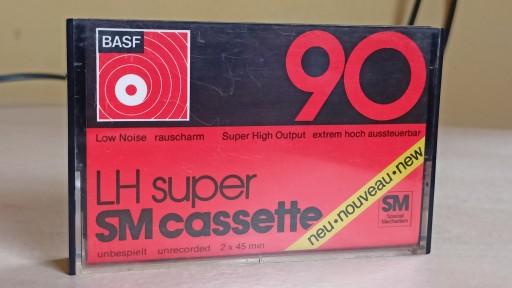 BASF
90
Low Noise rauscharm Super High Output extrem hoch aussteuerbar
LH super
SM cassette
neu•nouveau•new
SM
Special
Mechanism
unbespielt unrecorded 2 x 45 min